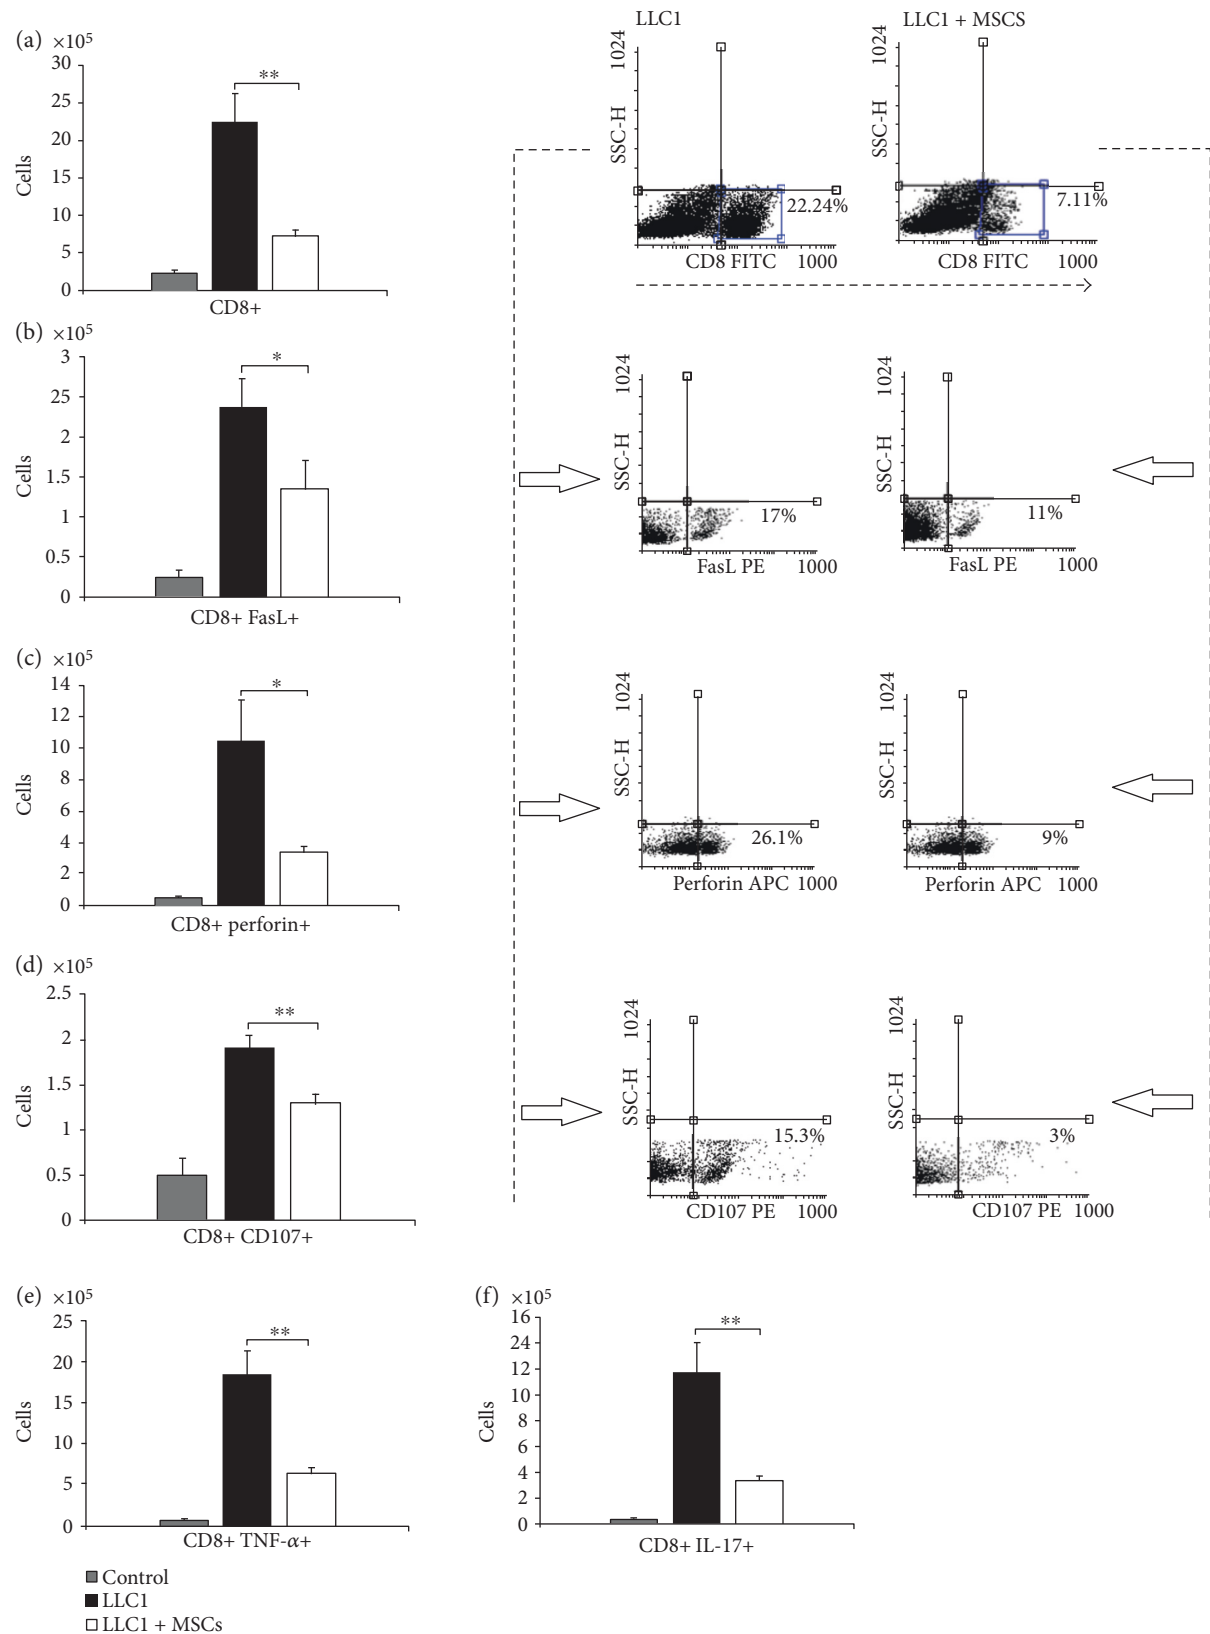 (a) ×10⁵
30
25
20
15
10
5
0
Cells
**
CD8+
LLC1
1024
SSC-H
22.24%
CD8 FITC 1000
LLC1 + MSCS
1024
SSC-H
7.11%
CD8 FITC 1000
(b) ×10⁵
3
25
2
1.5
1
0.5
0
Cells
*
CD8+ FasL+
1024
SSC-H
17%
FasL PE 1000
1024
SSC-H
11%
FasL PE 1000
(c) ×10⁵
14
12
10
8
6
4
2
0
Cells
*
CD8+ perforin+
1024
SSC-H
26.1%
Perforin APC 1000
1024
SSC-H
9%
Perforin APC 1000
(d) ×10⁵
2.5
2
1.5
1
0.5
0
Cells
**
CD8+ CD107+
1024
SSC-H
15.3%
CD107 PE 1000
1024
SSC-H
3%
CD107 PE 1000
(e) ×10⁵
25
20
15
10
5
0
Cells
**
CD8+ TNF-α+
(f) ×10⁵
16
24
12
10
8
6
4
2
0
Cells
**
CD8+ IL-17+
Control
LLC1
LLC1 + MSCs